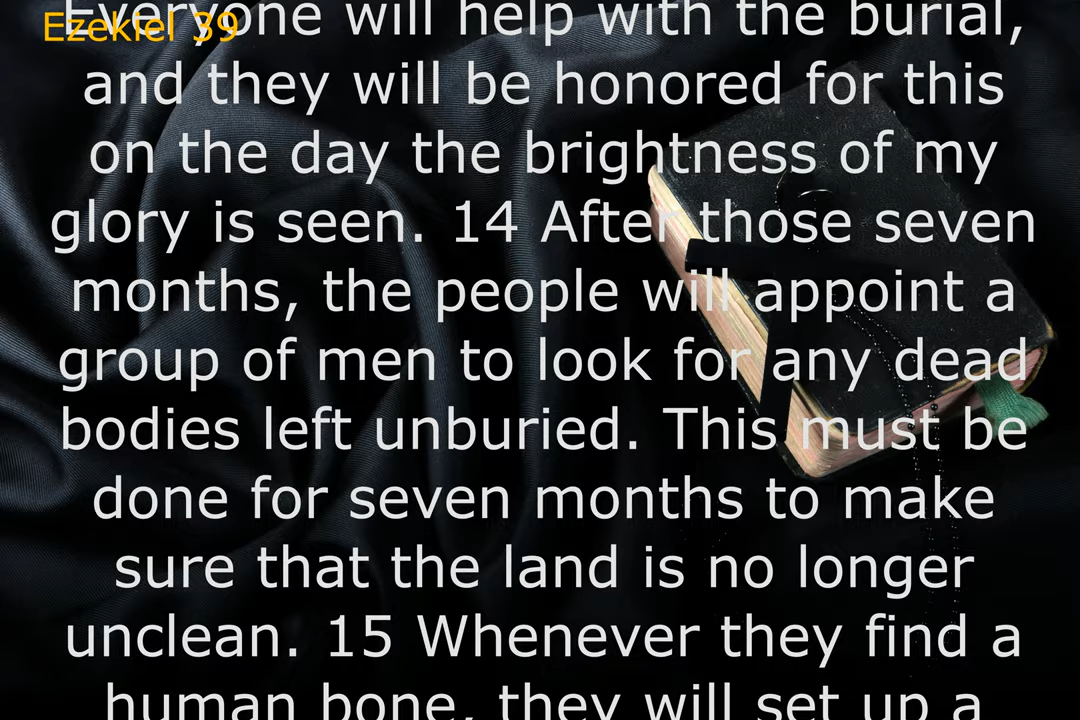 Ezekiel 39
Everyone will help with the burial,
and they will be honored for this
on the day the brightness of my
glory is seen. 14 After those seven
months, the people will appoint a
group of men to look for any dead
bodies left unburied. This must be
done for seven months to make
sure that the land is no longer
unclean. 15 Whenever they find a
human bone, they will set up a